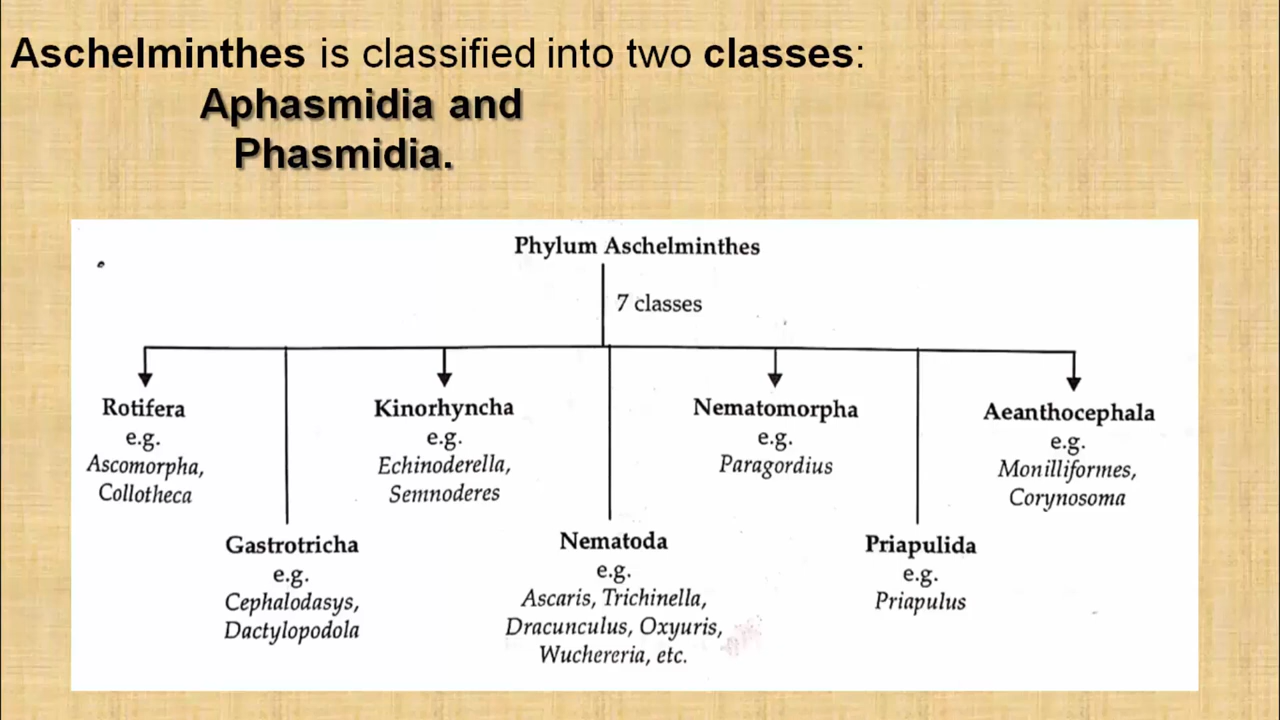 Aschelminthes is classified into two classes:
Aphasmidia and
Phasmidia.
Phylum Aschelminthes
7 classes
Rotifera
e.g.
Ascomorpha,
Collotheca
Kinorhyncha
e.g.
Echinoderella,
Semnoderes
Nematomorpha
e.g.
Paragordius
Aeanthocephala
e.g.
Monilliformes,
Corynosoma
Gastrotricha
e.g.
Cephalodasys,
Dactylopodola
Nematoda
e.g.
Ascaris, Trichinella,
Dracunculus, Oxyuris,
Wuchereria, etc.
Priapulida
e.g.
Priapulus